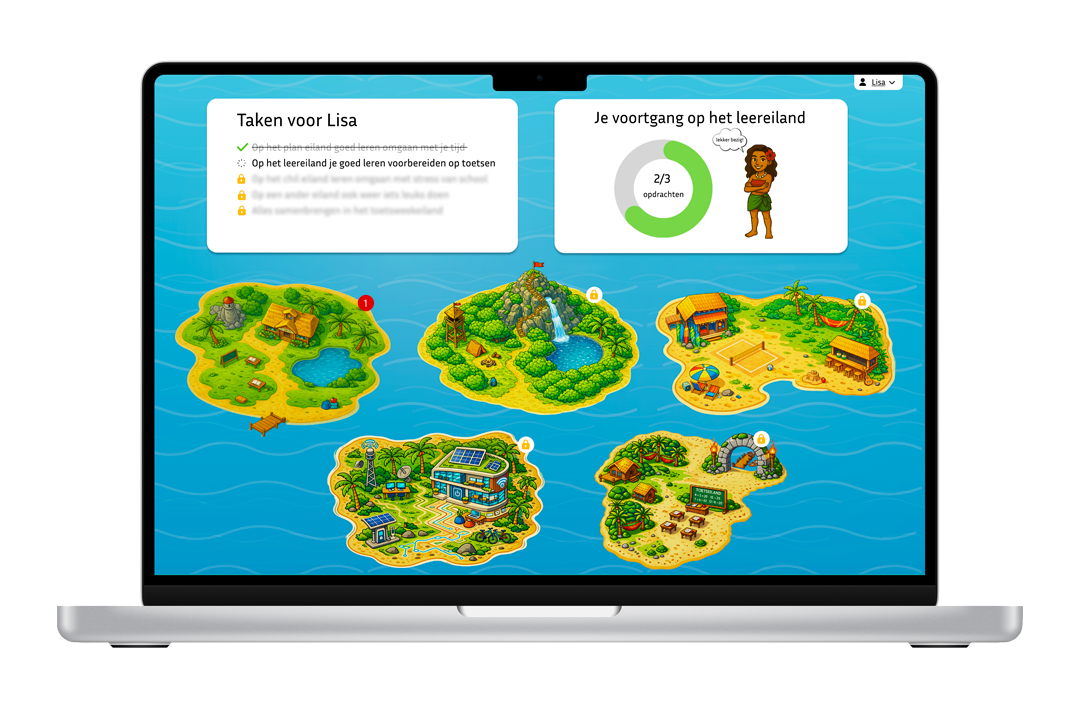 Lisa
Taken voor Lisa
Op het plan eiland goed leren omgaan met je tijd
Op het leereiland je goed leren voorbereiden op toetsen
Op het chil eiland leren omgaan met stress van school
Op een ander eiland ook weer iets leuks doen
Alles samenbrengen in het toetsweekeiland
Je voortgang op het leereiland
lekker bezig!
2/3
opdrachten
1
TOETSEILAND